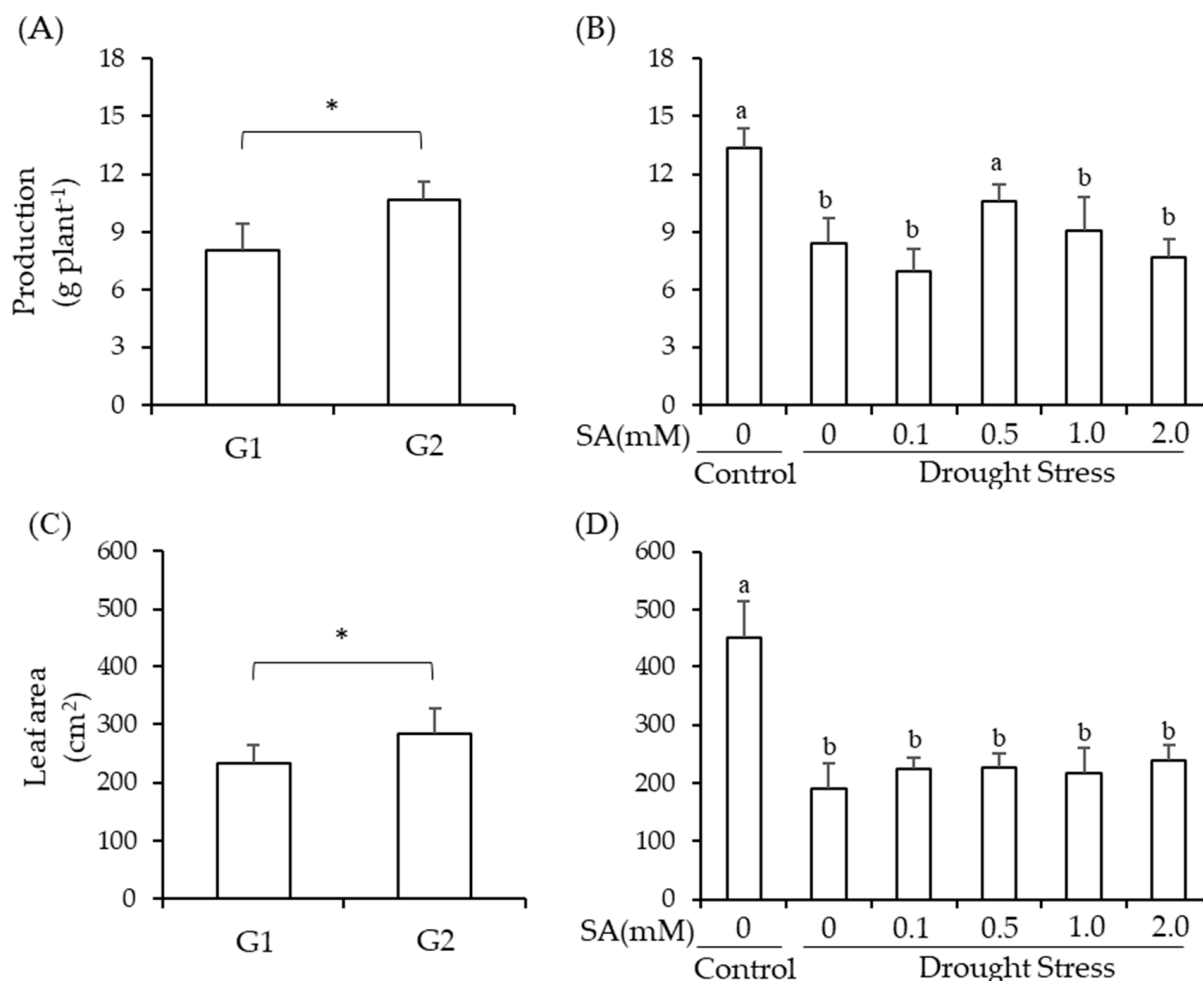 (A)
Production
(g plant-1)
18
15
12
9
6
3
0
*
G1 G2
(B)
18
15
12
9
6
3
0
a b b a b b
SA(mM) 0 0 0.1 0.5 1.0 2.0
Control Drought Stress
(C)
Leaf area
(cm2)
600
500
400
300
200
100
0
*
G1 G2
(D)
600
500
400
300
200
100
0
a b b b b b
SA(mM) 0 0 0.1 0.5 1.0 2.0
Control Drought Stress